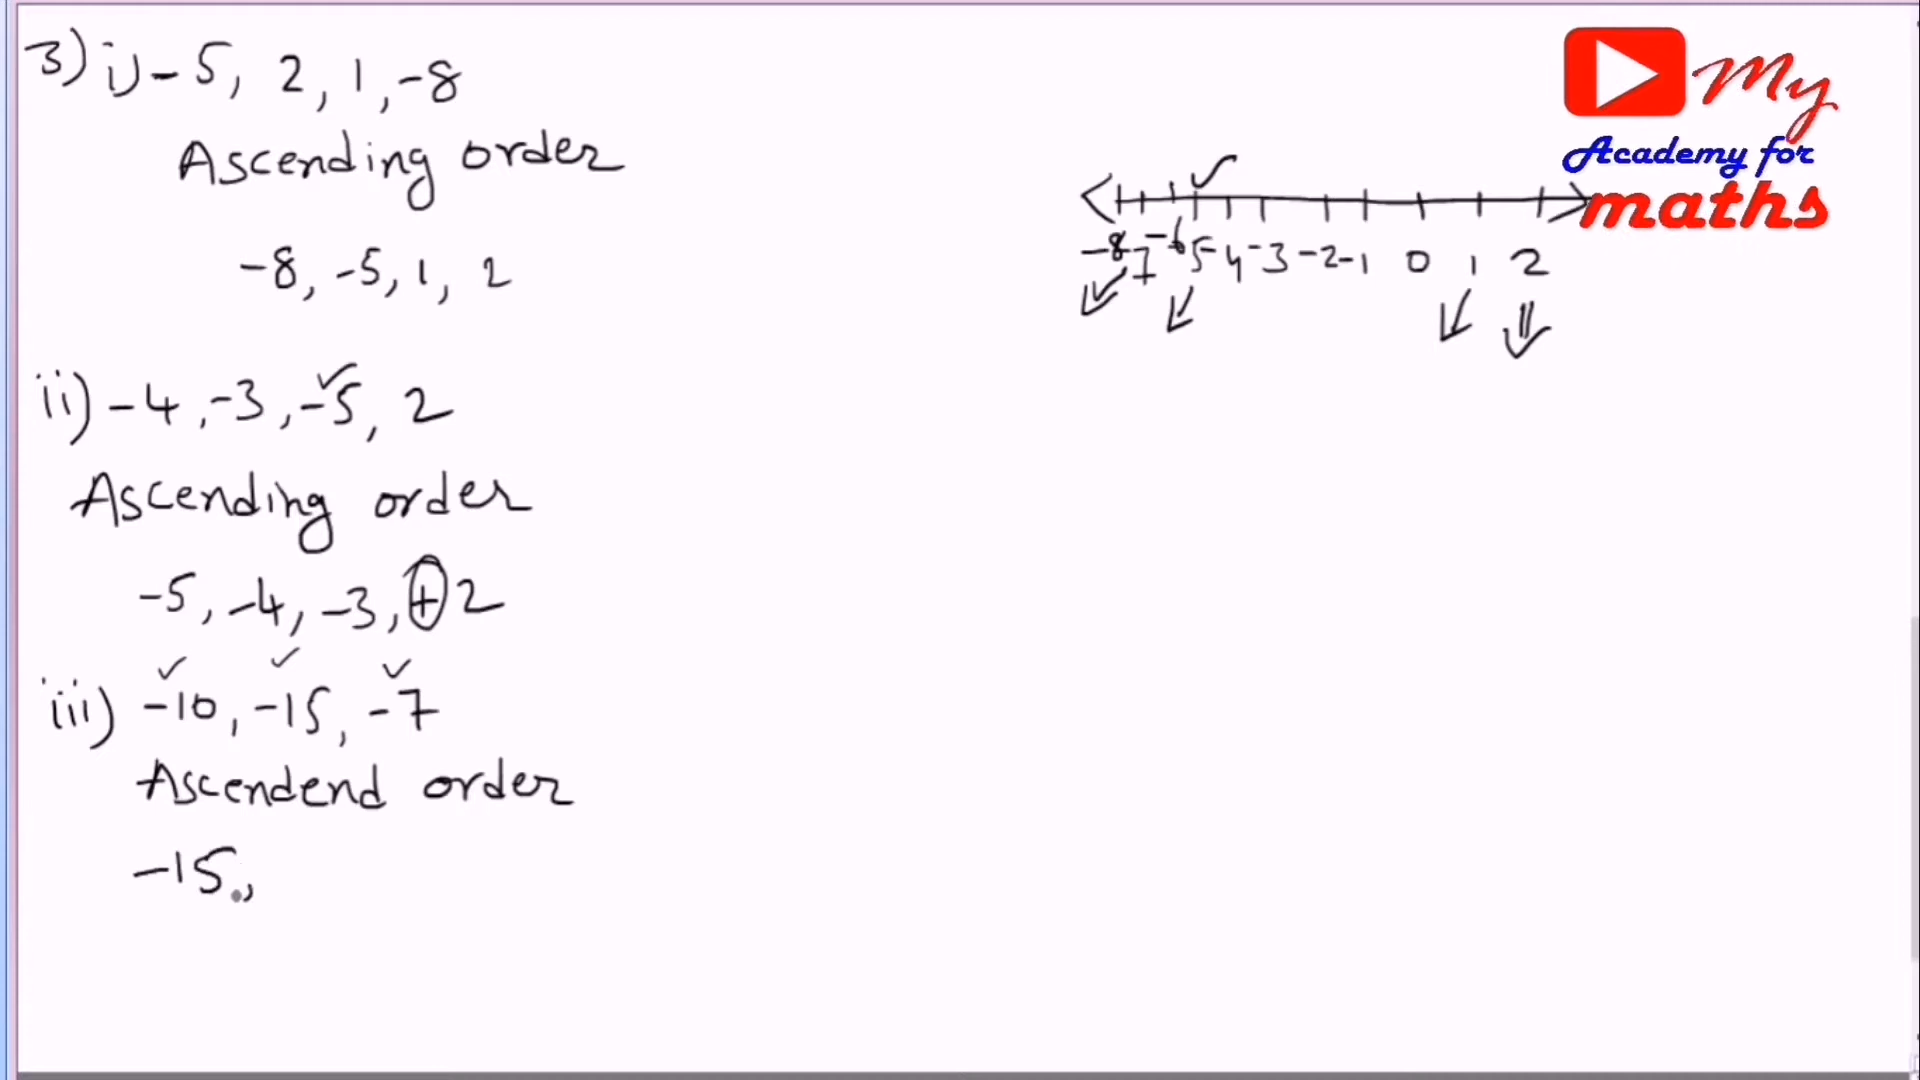 3) i) -5, 2, 1, -8
Ascending order
-8, -5, 1, 2
ii) -4, -3, -5, 2
Ascending order
-5, -4, -3, +2
iii) -10, -15, -7
Ascendend order
-15,
-8 7 -6 5 -4 -3 -2 -1 0 1 2
My
Academy for
maths